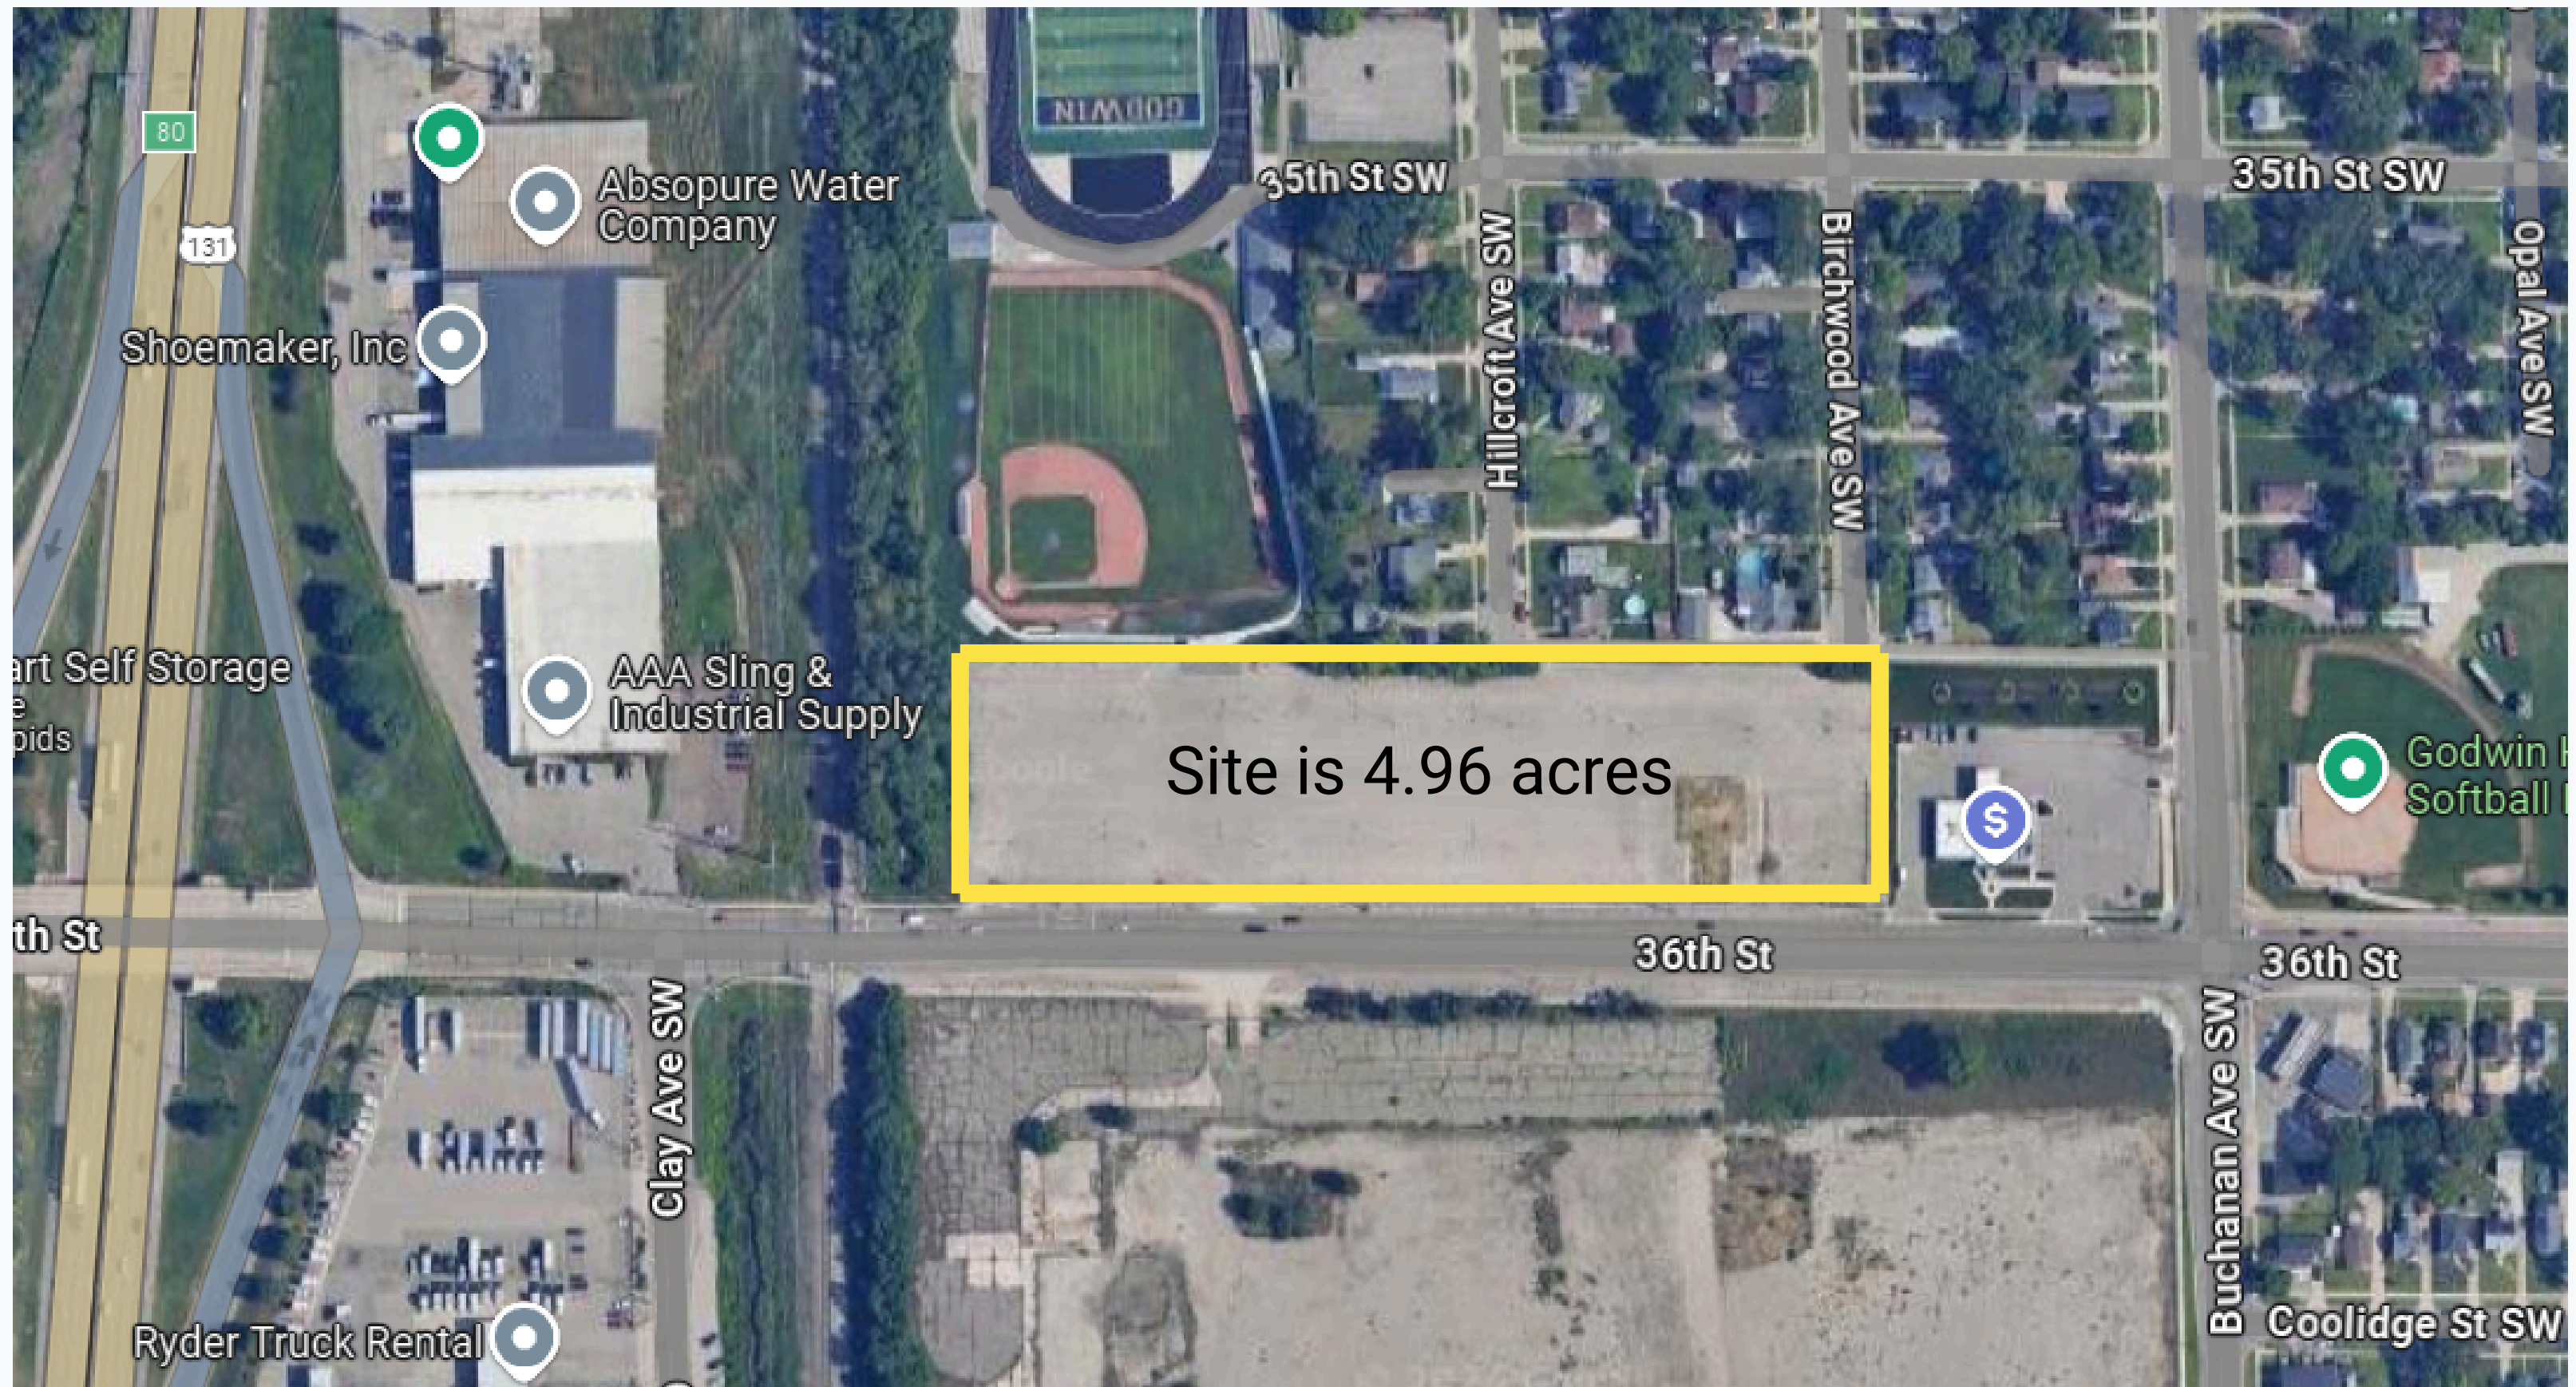 GODWIN
80
35th St SW
35th St SW
Absopure Water
Company
131
Hillcroft Ave SW
Birchwood Ave SW
Opal Ave SW
Shoemaker, Inc
art Self Storage
e
pids
AAA Sling &
Industrial Supply
Site is 4.96 acres
$
Godwin H
Softball
th St
36th St
36th St
Clay Ave SW
Buchanan Ave SW
Ryder Truck Rental
Coolidge St SW